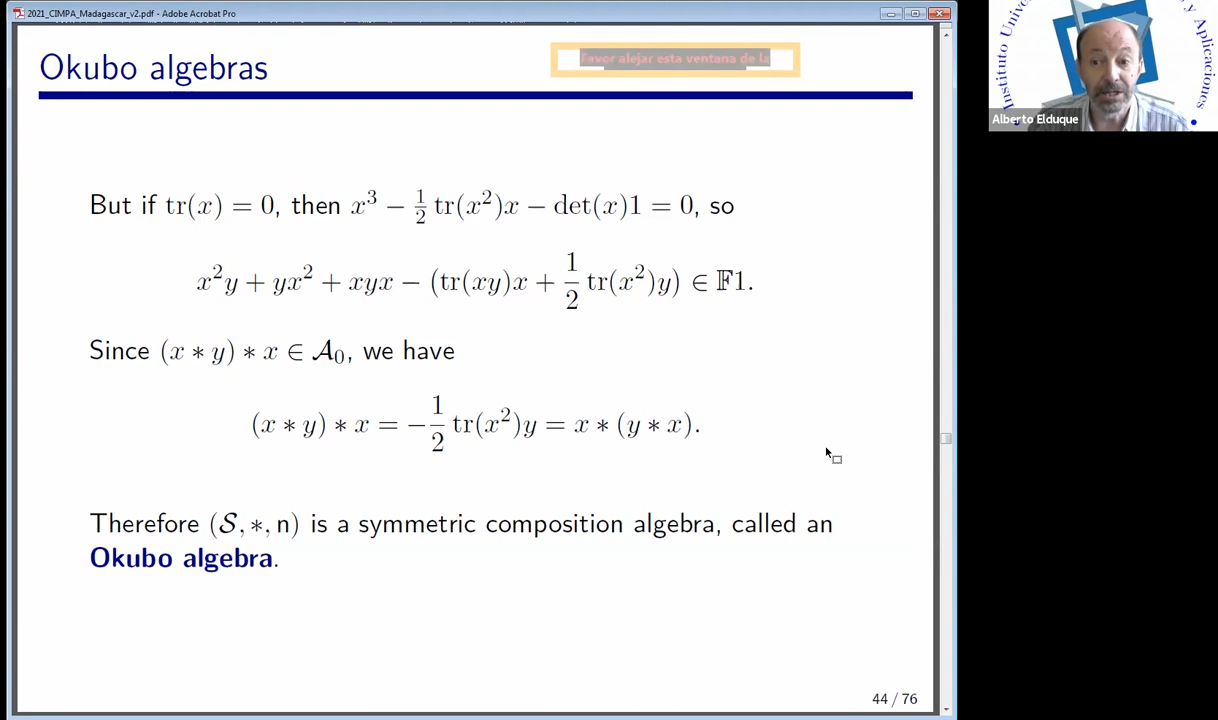 2021_CIMPA_Madagascar_v2.pdf - Adobe Acrobat Pro
Okubo algebras
Favor alejar esta ventana de la
But if tr(x) = 0, then x³ − ½ tr(x²)x − det(x)1 = 0, so
x²y + yx² + xyx − (tr(xy)x + ½ tr(x²)y) ∈ 𝔽1.
Since (x ∗ y) ∗ x ∈ 𝒜₀, we have
(x ∗ y) ∗ x = −½ tr(x²)y = x ∗ (y ∗ x).
Therefore (𝒮, ∗, n) is a symmetric composition algebra, called an
Okubo algebra.
44 / 76
Instituto Univer
y Aplicaciones
Alberto Elduque